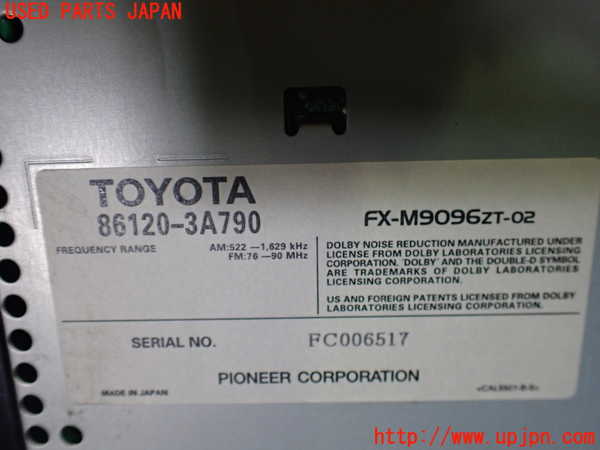 USED PARTS JAPAN
TOYOTA
86120-3A790
FREQUENCY RANGE
AM:522 －1,629 kHz
FM:76 －90 MHz
FX-M9096ZT-02
DOLBY NOISE REDUCTION MANUFACTURED UNDER
LICENSE FROM DOLBY LABORATORIES LICENSING
CORPORATION. 'DOLBY' AND THE DOUBLE-D SYMBOL
ARE TRADEMARKS OF DOLBY LABORATORIES
LICENSING CORPORATION.
US AND FOREIGN PATENTS LICENSED FROM DOLBY
LABORATORIES LICENSING CORPORATION.
SERIAL NO.
FC006517
PIONEER CORPORATION
MADE IN JAPAN
http://www.upjpn.com/